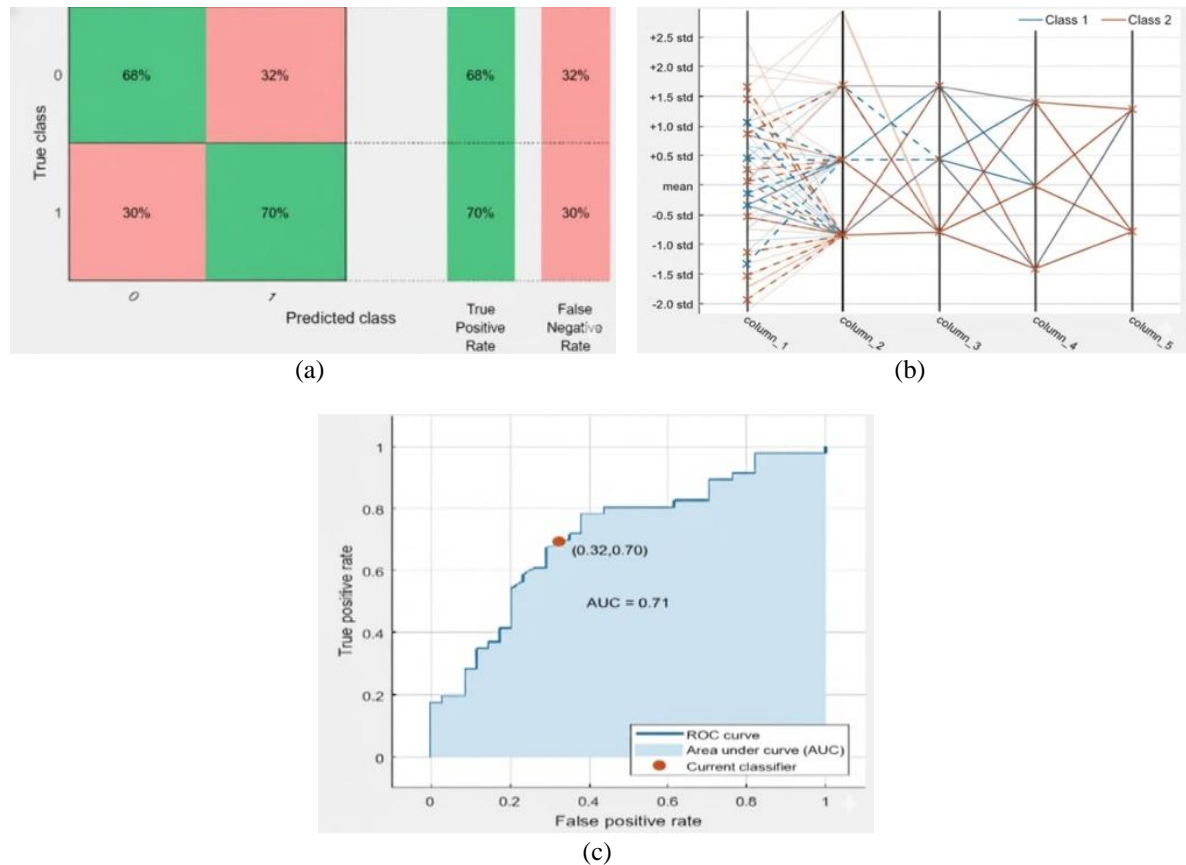 True class
0
68%
32%
68%
32%
1
30%
70%
70%
30%
0
1
Predicted class
True
Positive
Rate
False
Negative
Rate
(a)
Class 1
Class 2
+2.5 std
+2.0 std
+1.5 std
+1.0 std
+0.5 std
mean
-0.5 std
-1.0 std
-1.5 std
-2.0 std
column_1
column_2
column_3
column_4
column_5
(b)
True positive rate
1
0.8
0.6
0.4
0.2
0
(0.32,0.70)
AUC = 0.71
ROC curve
Area under curve (AUC)
Current classifier
0
0.2
0.4
0.6
0.8
1
False positive rate
(c)